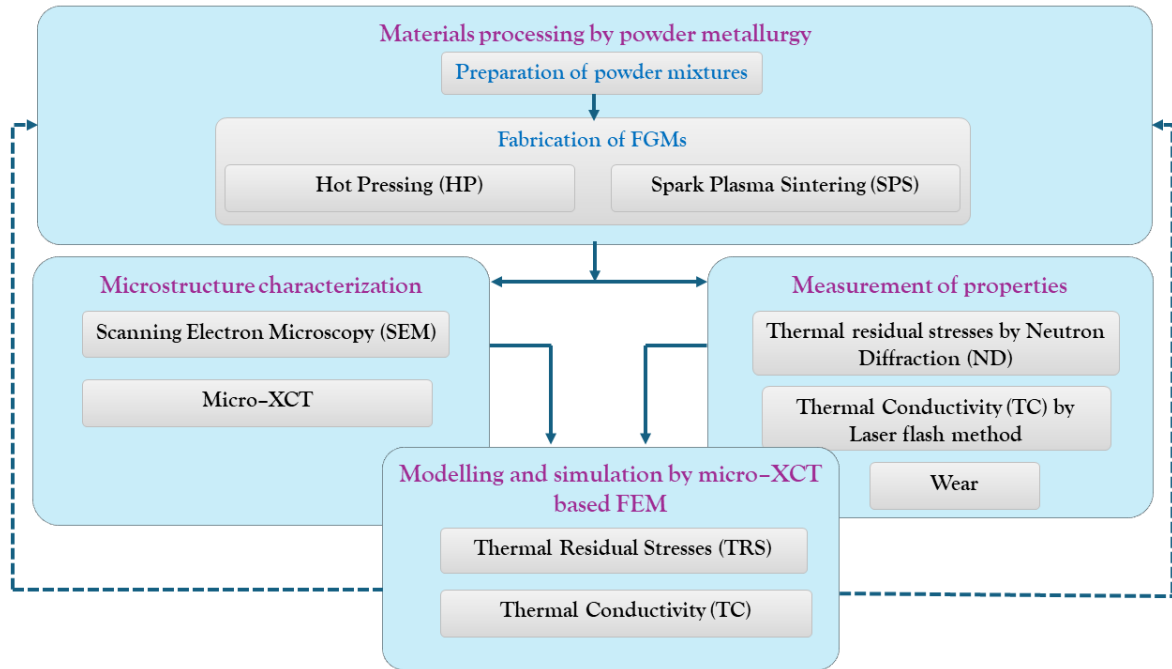 Materials processing by powder metallurgy
Preparation of powder mixtures
Fabrication of FGMs
Hot Pressing (HP)
Spark Plasma Sintering (SPS)
Microstructure characterization
Scanning Electron Microscopy (SEM)
Micro–XCT
Measurement of properties
Thermal residual stresses by Neutron
Diffraction (ND)
Thermal Conductivity (TC) by
Laser flash method
Wear
Modelling and simulation by micro–XCT
based FEM
Thermal Residual Stresses (TRS)
Thermal Conductivity (TC)